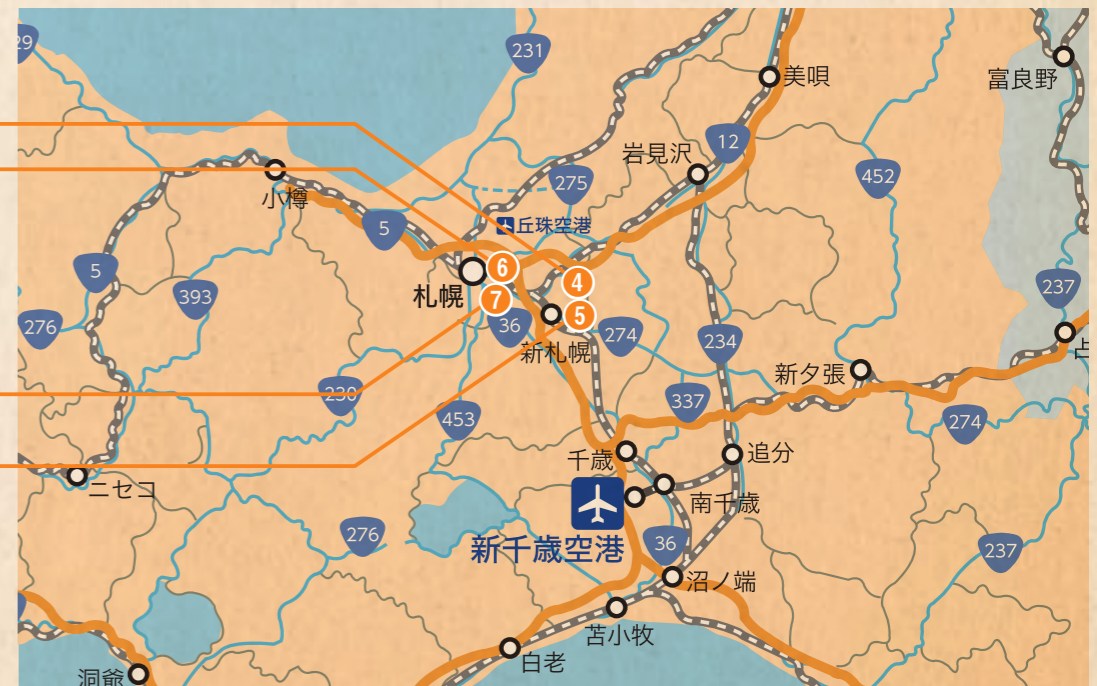 29
231
美唄
富良野
12
岩見沢
275
452
小樽
5
丘珠空港
5
札幌
6
4
7
5
36
新札幌
393
276
237
274
234
新夕張
230
337
453
274
千歳
追分
ニセコ
南千歳
新千歳空港
276
36
237
沼ノ端
苫小牧
白老
洞爺